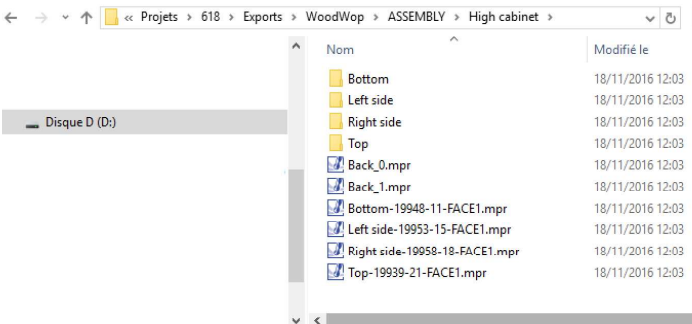 « Projets > 618 > Exports > WoodWop > ASSEMBLY > High cabinet >
Nom Modifié le
Disque D (D:)
Bottom 18/11/2016 12:03
Left side 18/11/2016 12:03
Right side 18/11/2016 12:03
Top 18/11/2016 12:03
Back_0.mpr 18/11/2016 12:03
Back_1.mpr 18/11/2016 12:03
Bottom-19948-11-FACE1.mpr 18/11/2016 12:03
Left side-19953-15-FACE1.mpr 18/11/2016 12:03
Right side-19958-18-FACE1.mpr 18/11/2016 12:03
Top-19939-21-FACE1.mpr 18/11/2016 12:03